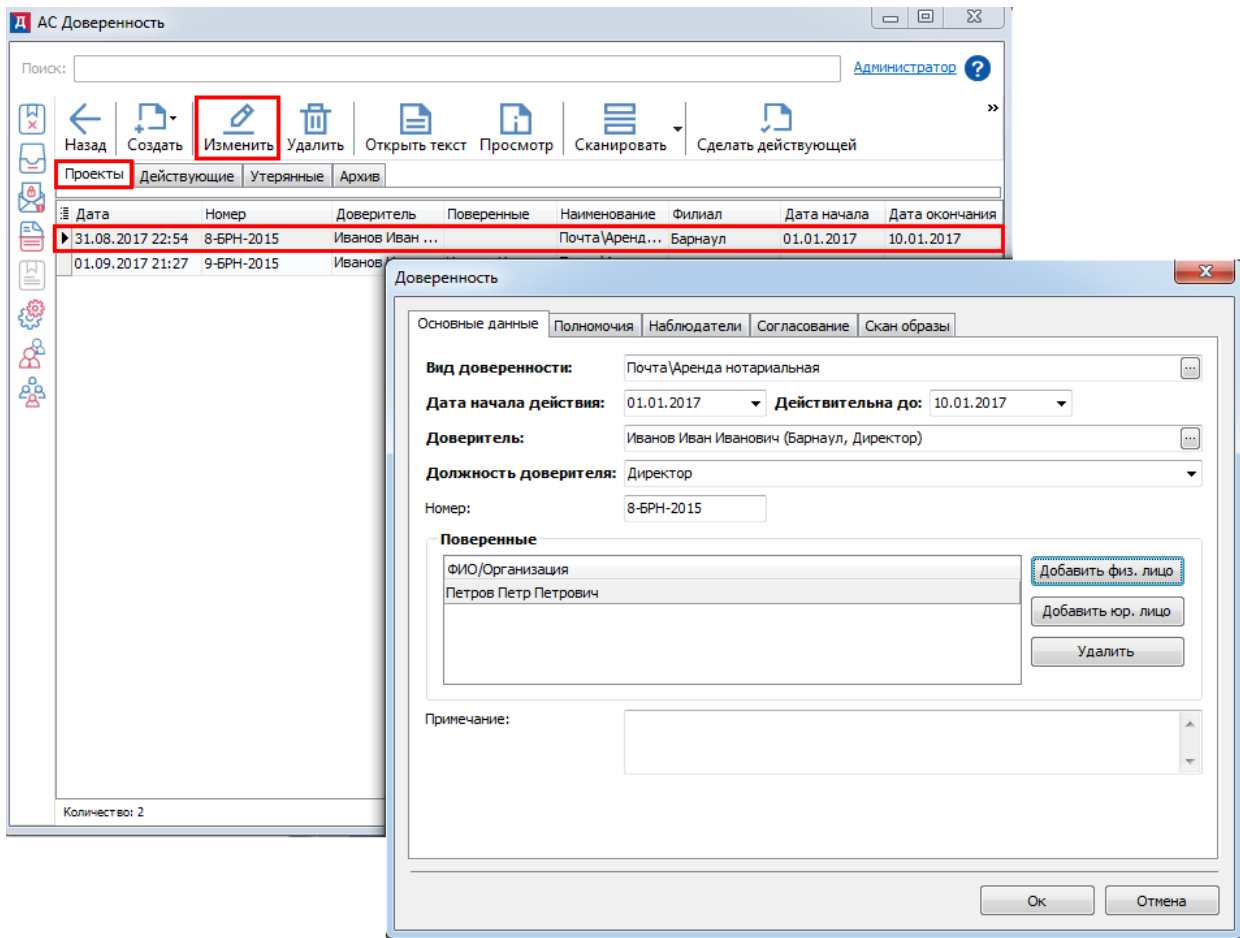 АС Доверенность
Поиск:
Администратор ?
Назад Создать Изменить Удалить Открыть текст Просмотр Сканировать Сделать действующей »
Проекты Действующие Утерянные Архив
Дата Номер Доверитель Поверенные Наименование Филиал Дата начала Дата окончания
31.08.2017 22:54 8-БРН-2015 Иванов Иван ... Почта\Аренд... Барнаул 01.01.2017 10.01.2017
01.09.2017 21:27 9-БРН-2015 Иванов
Количество: 2
Доверенность
Основные данные Полномочия Наблюдатели Согласование Скан образы
Вид доверенности: Почта\Аренда нотариальная ...
Дата начала действия: 01.01.2017 Действительна до: 10.01.2017
Доверитель: Иванов Иван Иванович (Барнаул, Директор) ...
Должность доверителя: Директор
Номер: 8-БРН-2015
Поверенные
ФИО/Организация
Петров Петр Петрович
Добавить физ. лицо
Добавить юр. лицо
Удалить
Примечание:
Ок Отмена